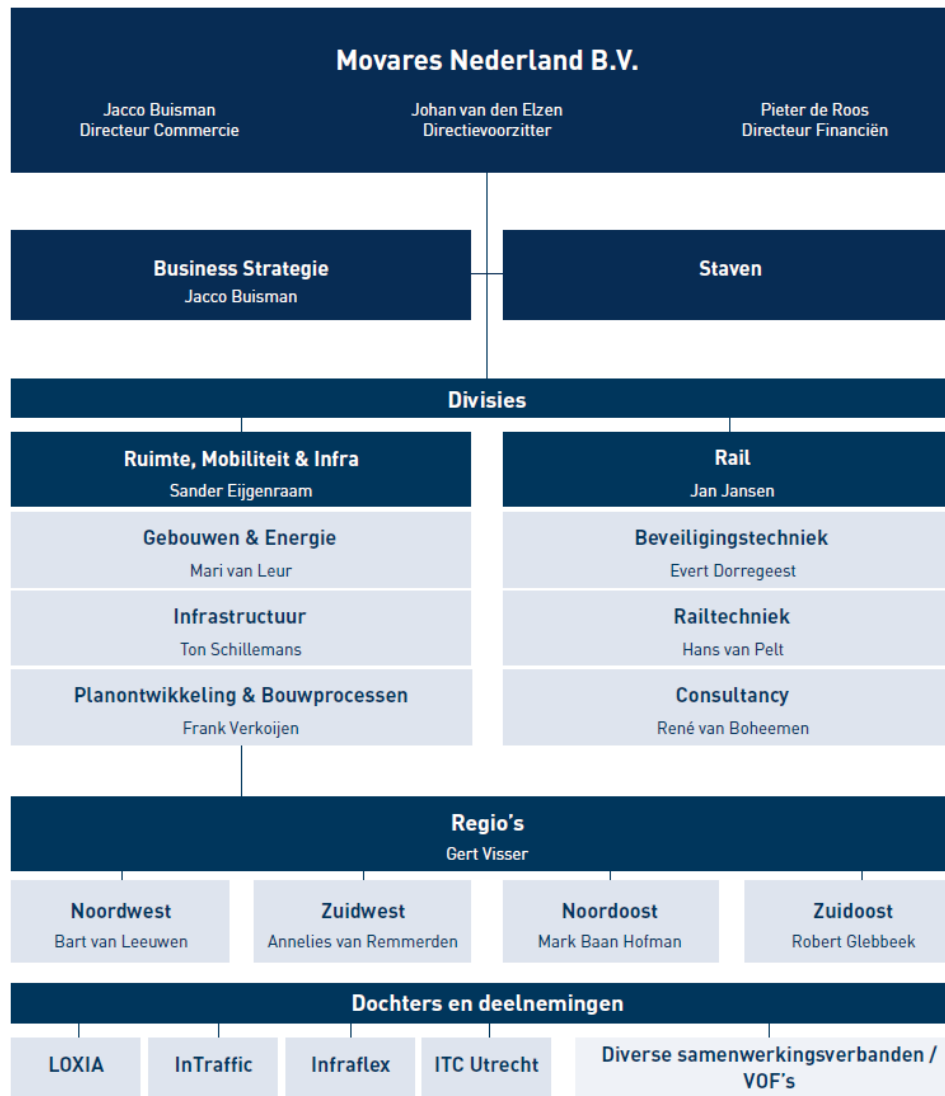 Movares Nederland B.V.
Jacco Buisman
Directeur Commercie
Johan van den Elzen
Directievoorzitter
Pieter de Roos
Directeur Financiën
Business Strategie
Jacco Buisman
Staven
Divisies
Ruimte, Mobiliteit & Infra
Sander Eijgenraam
Gebouwen & Energie
Mari van Leur
Infrastructuur
Ton Schillemans
Planontwikkeling & Bouwprocessen
Frank Verkoijen
Rail
Jan Jansen
Beveiligingstechniek
Evert Dorregeest
Railtechniek
Hans van Pelt
Consultancy
René van Boheemen
Regio's
Gert Visser
Noordwest
Bart van Leeuwen
Zuidwest
Annelies van Remmerden
Noordoost
Mark Baan Hofman
Zuidoost
Robert Glebbeek
Dochters en deelnemingen
LOXIA
InTraffic
Infraflex
ITC Utrecht
Diverse samenwerkingsverbanden /
VOF's